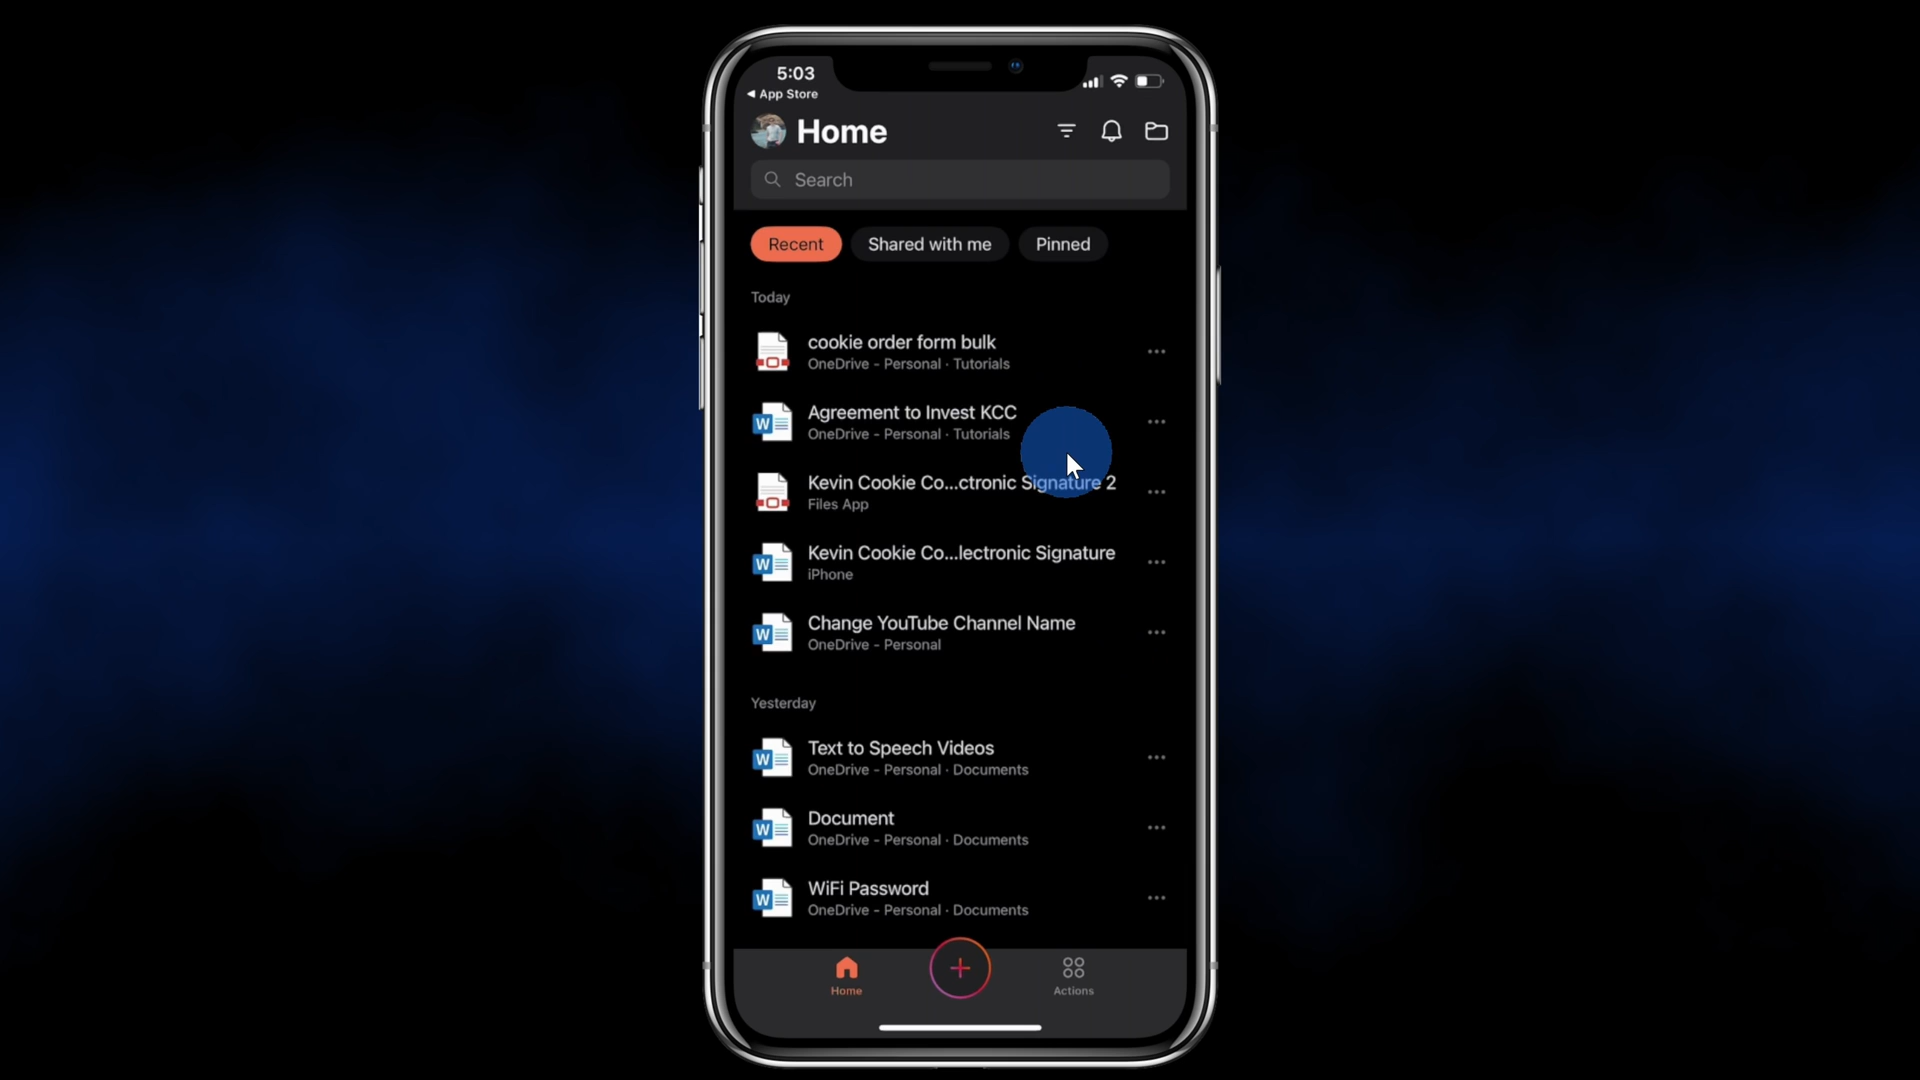 5:03
◀ App Store
Home
Search
Recent
Shared with me
Pinned
Today
cookie order form bulk
OneDrive - Personal · Tutorials
W
Agreement to Invest KCC
OneDrive - Personal · Tutorials
Kevin Cookie Co...ctronic Signature 2
Files App
W
Kevin Cookie Co...lectronic Signature
iPhone
W
Change YouTube Channel Name
OneDrive - Personal
Yesterday
W
Text to Speech Videos
OneDrive - Personal · Documents
W
Document
OneDrive - Personal · Documents
W
WiFi Password
OneDrive - Personal · Documents
Home
Actions